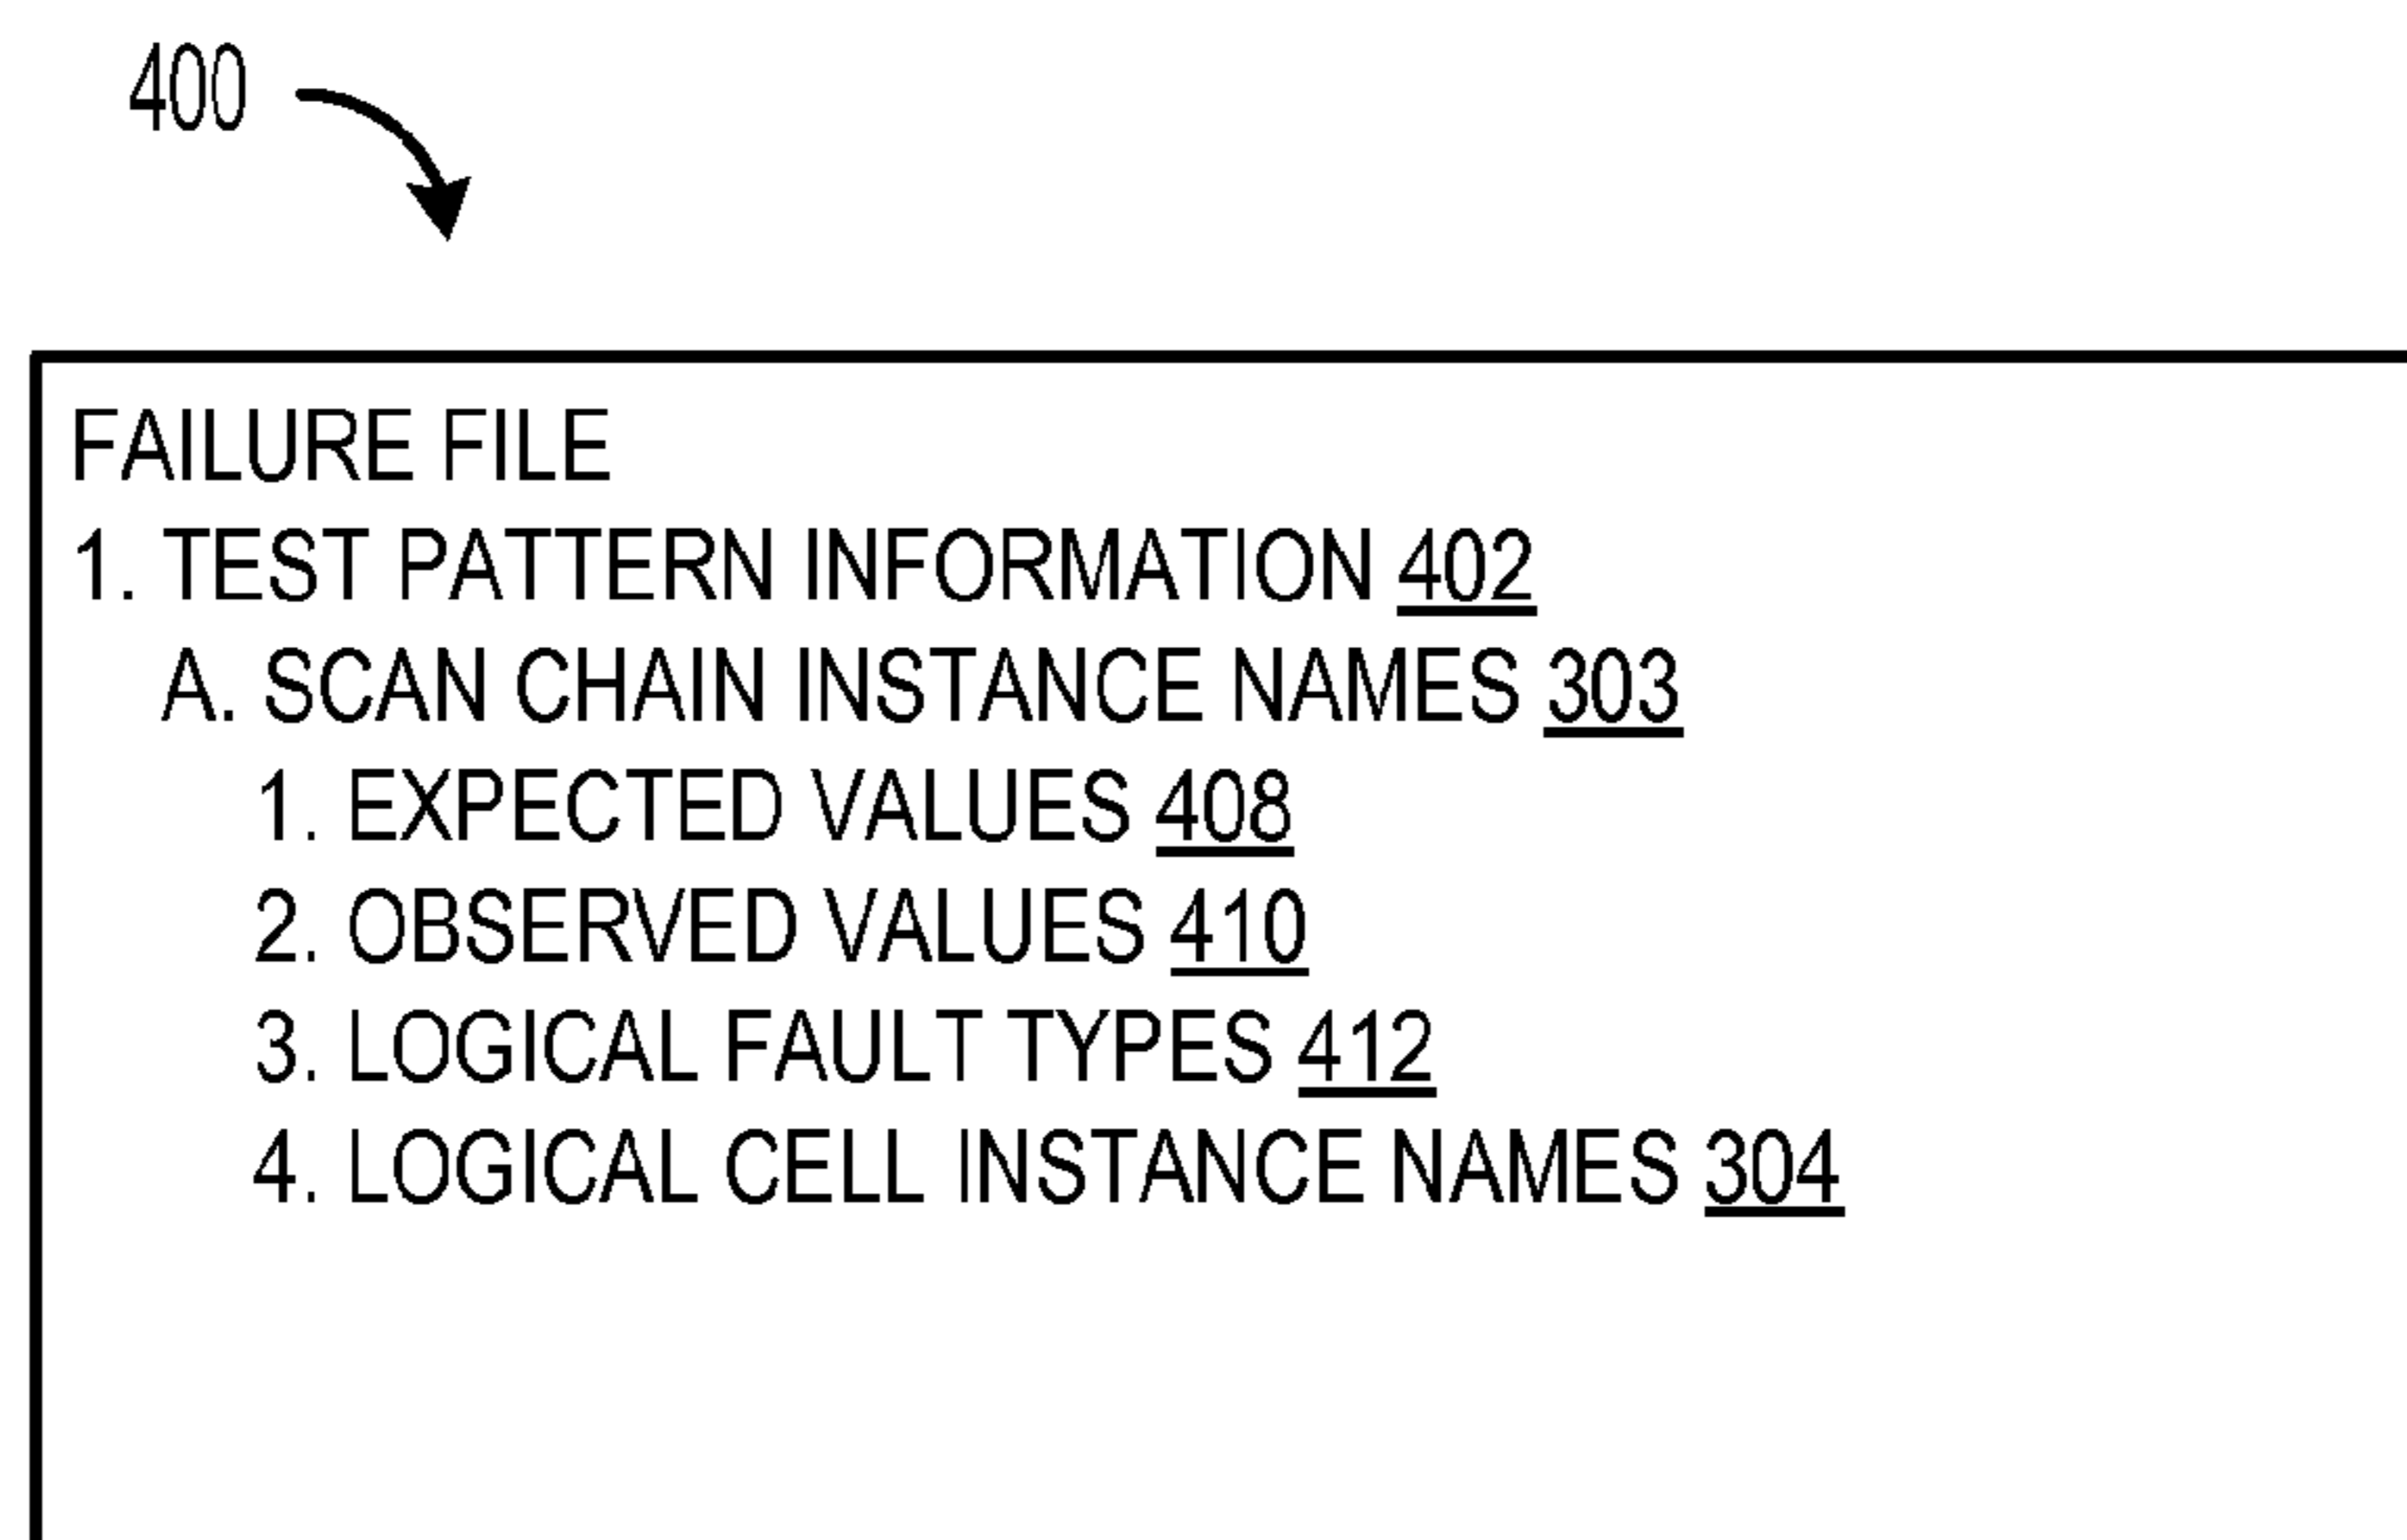 400
FAILURE FILE
1. TEST PATTERN INFORMATION 402
A. SCAN CHAIN INSTANCE NAMES 303
1. EXPECTED VALUES 408
2. OBSERVED VALUES 410
3. LOGICAL FAULT TYPES 412
4. LOGICAL CELL INSTANCE NAMES 304